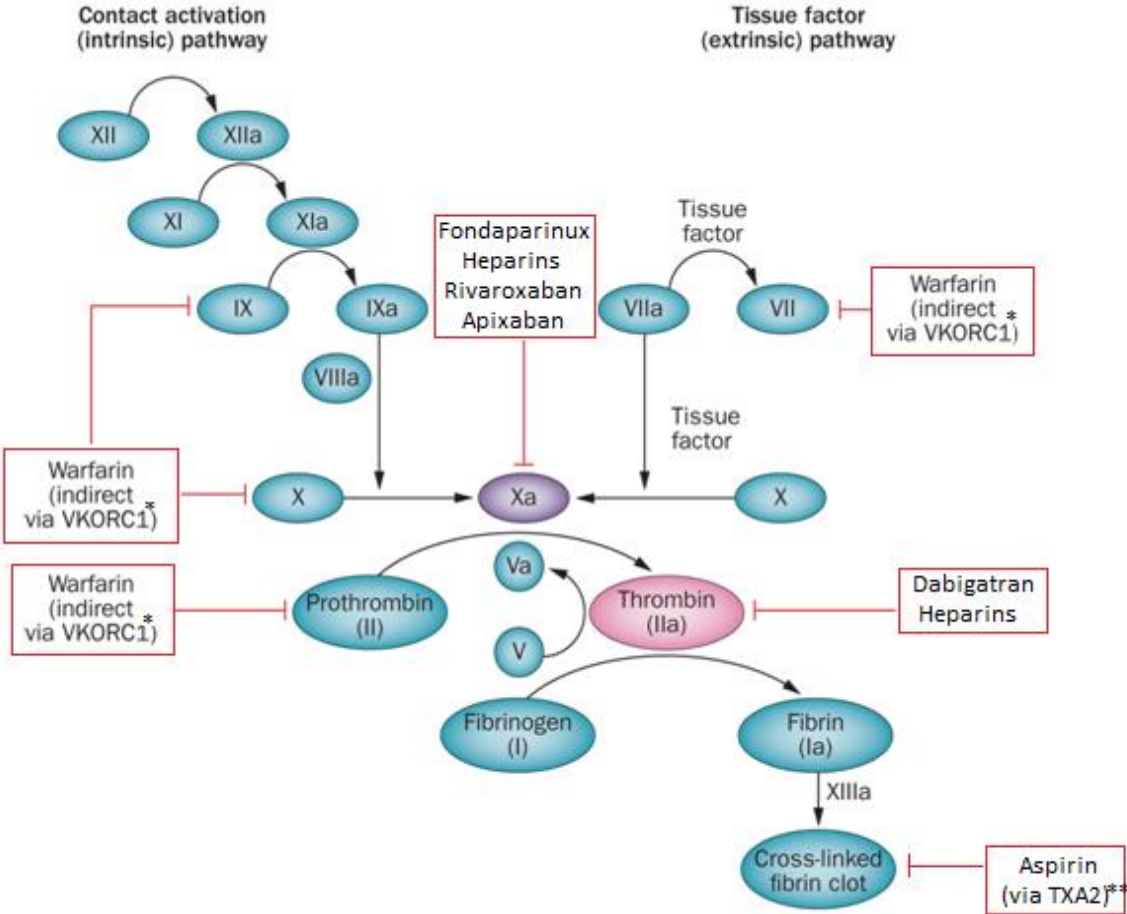 Contact activation
(intrinsic) pathway
Tissue factor
(extrinsic) pathway
XII
XIIa
XI
XIa
Fondaparinux
Heparins
Rivaroxaban
Apixaban
Tissue
factor
IX
IXa
VIIa
VII
Warfarin
(indirect *
via VKORC1)
VIIIa
Tissue
factor
Warfarin
(indirect
via VKORC1*)
X
Xa
X
Warfarin
(indirect
via VKORC1*)
Prothrombin
(II)
Va
V
Thrombin
(IIa)
Dabigatran
Heparins
Fibrinogen
(I)
Fibrin
(Ia)
XIIIa
Cross-linked
fibrin clot
Aspirin
(via TXA2)**